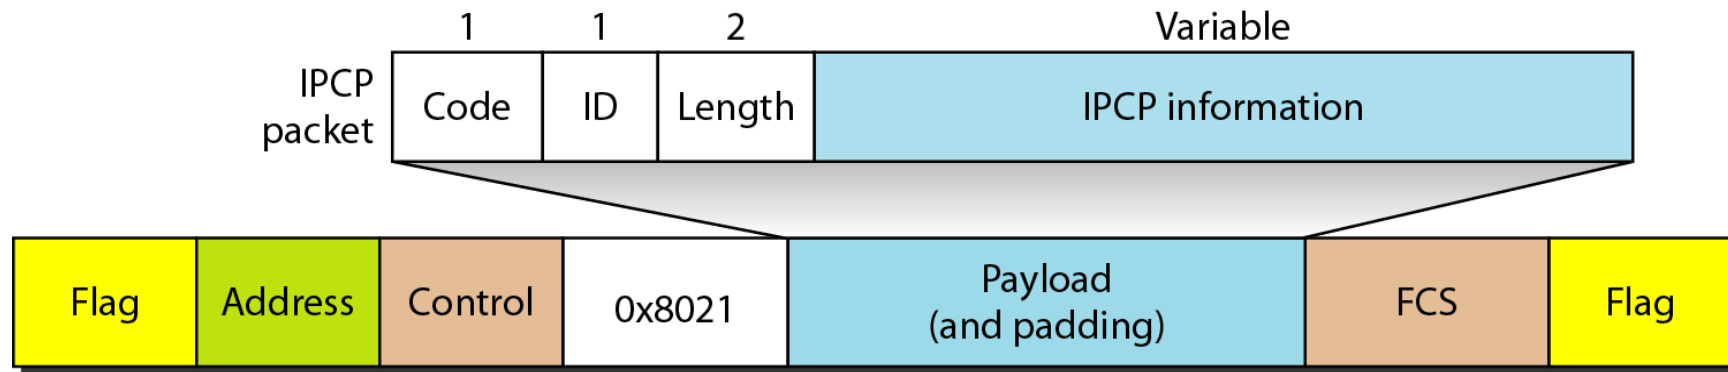 1 1 2 Variable
IPCP
packet
Code ID Length IPCP information
Flag Address Control 0x8021 Payload
(and padding) FCS Flag